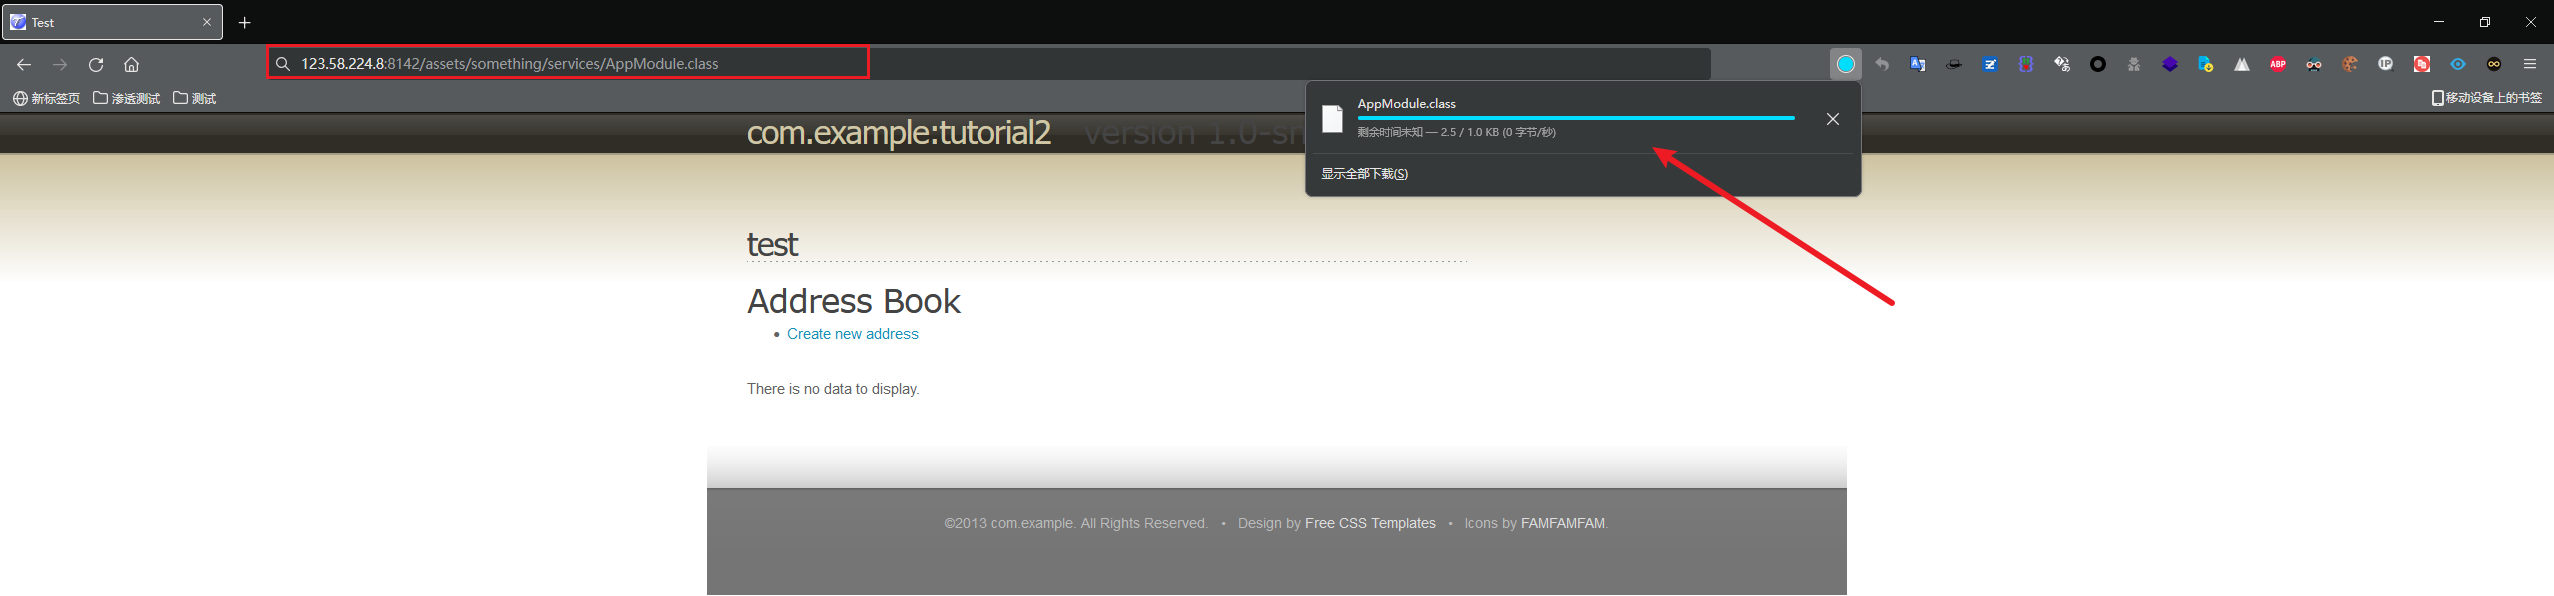 Test
123.58.224.8:8142/assets/something/services/AppModule.class
ABP
新标签页
渗透测试
测试
移动设备上的书签
AppModule.class
剩余时间未知 — 2.5 / 1.0 KB (0 字节/秒)
显示全部下载(S)
com.example:tutorial2 version 1.0-sn
test
Address Book
Create new address
There is no data to display.
©2013 com.example. All Rights Reserved. • Design by Free CSS Templates • Icons by FAMFAMFAM.